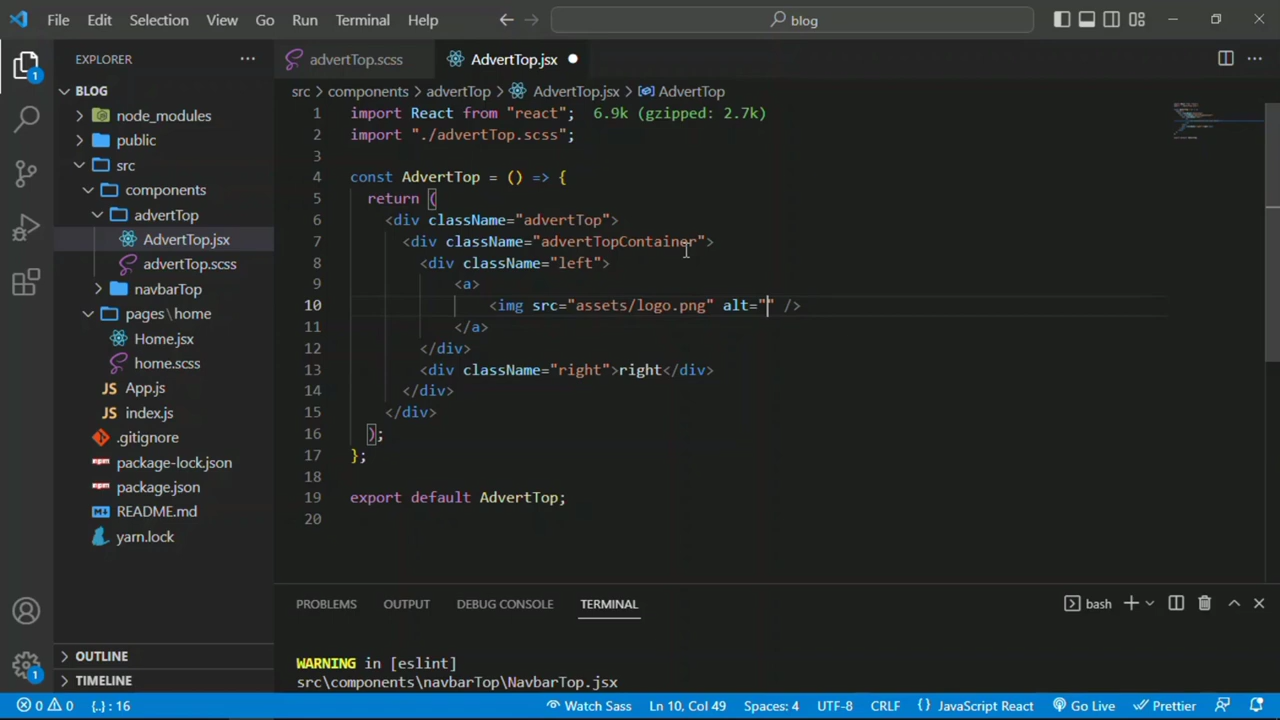 File Edit Selection View Go Run Terminal Help blog
EXPLORER
advertTop.scss AdvertTop.jsx
1
BLOG
node_modules
public
src
components
advertTop
AdvertTop.jsx
advertTop.scss
navbarTop
pages\home
Home.jsx
home.scss
JS App.js
JS index.js
.gitignore
package-lock.json
package.json
README.md
yarn.lock
OUTLINE
TIMELINE
1
src > components > advertTop > AdvertTop.jsx > AdvertTop
1 import React from "react"; 6.9k (gzipped: 2.7k)
2 import "./advertTop.scss";
3
4 const AdvertTop = () => {
5 return (
6 <div className="advertTop">
7 <div className="advertTopContainer">
8 <div className="left">
9 <a>
10 <img src="assets/logo.png" alt="" />
11 </a>
12 </div>
13 <div className="right">right</div>
14 </div>
15 </div>
16 );
17 };
18
19 export default AdvertTop;
20
PROBLEMS OUTPUT DEBUG CONSOLE TERMINAL bash
WARNING in [eslint]
src\components\navbarTop\NavbarTop.jsx
0 0 {..} : 16 Watch Sass Ln 10, Col 49 Spaces: 4 UTF-8 CRLF {} JavaScript React Go Live Prettier